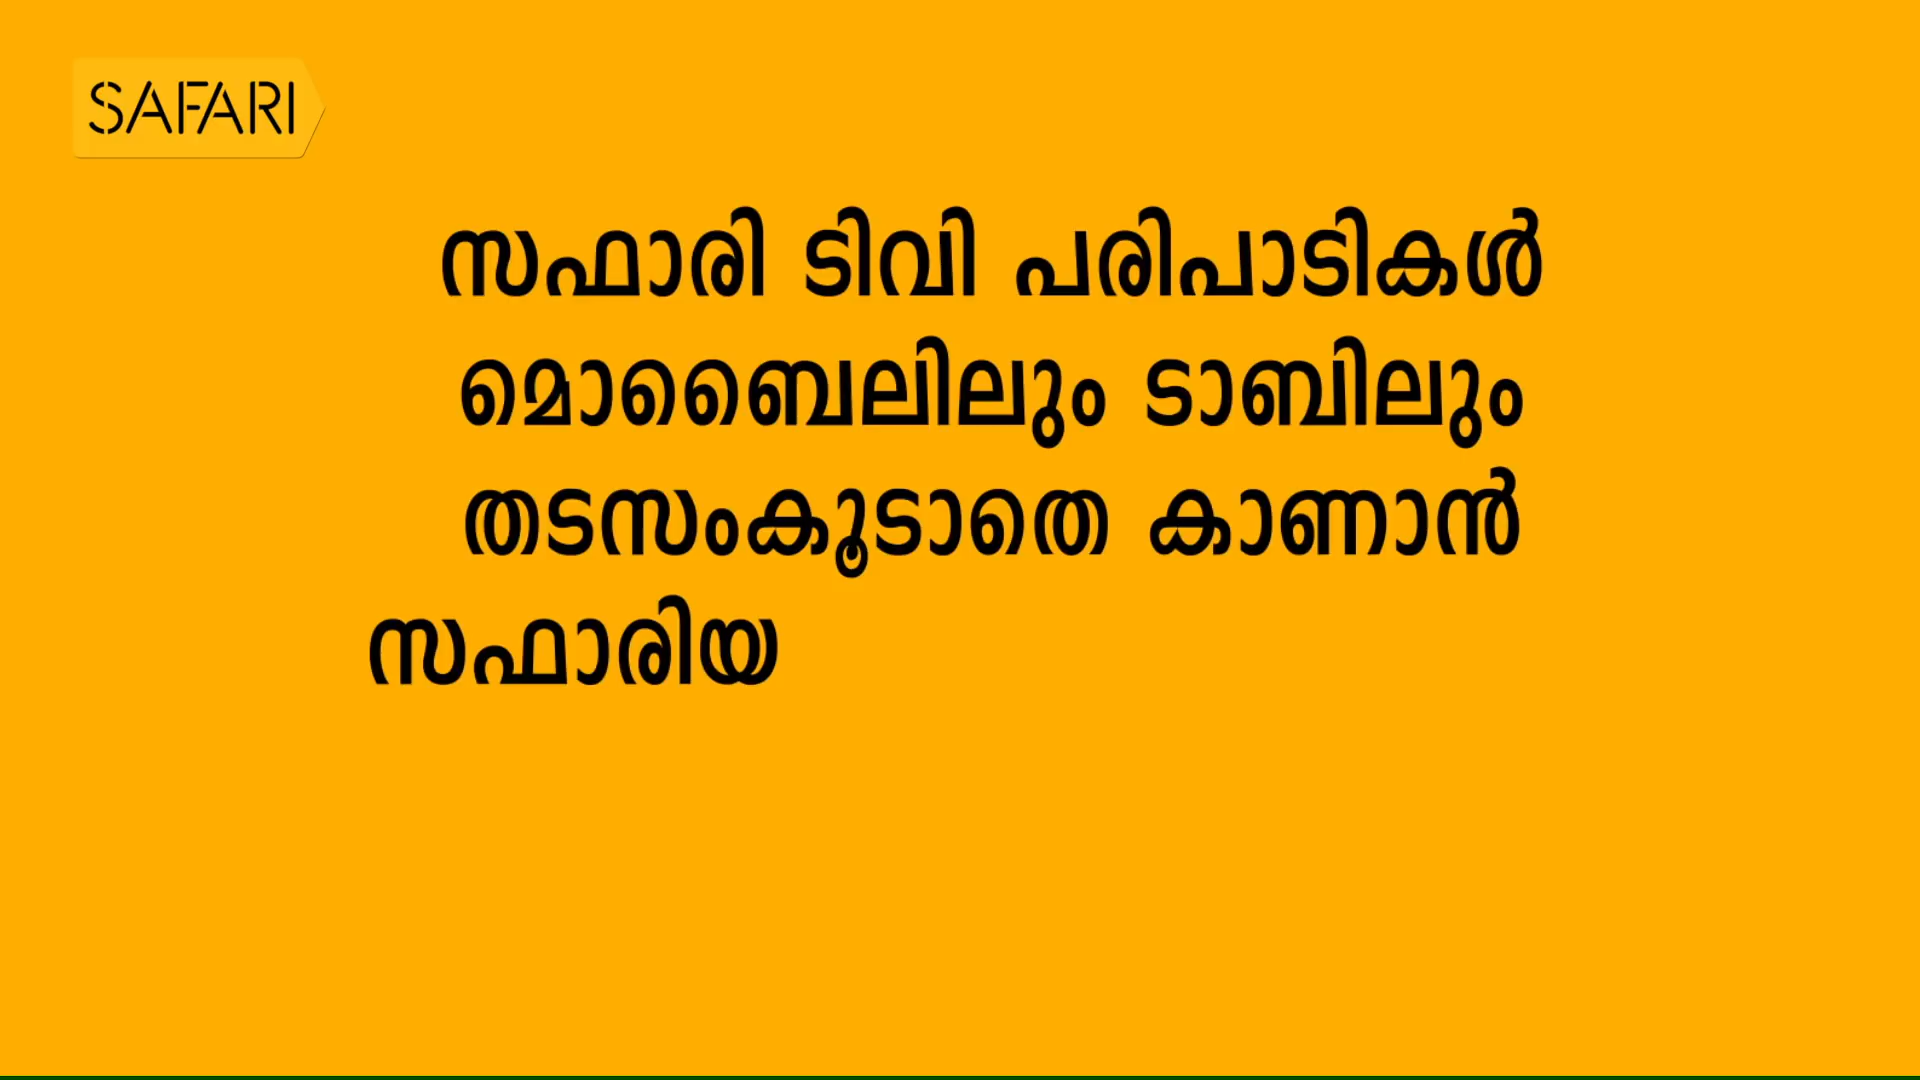 SAFARI
സഫാരി ടിവി പരിപാടികൾ
മൊബൈലിലും ടാബിലും
തടസംകൂടാതെ കാണാൻ
സഫാരിയ